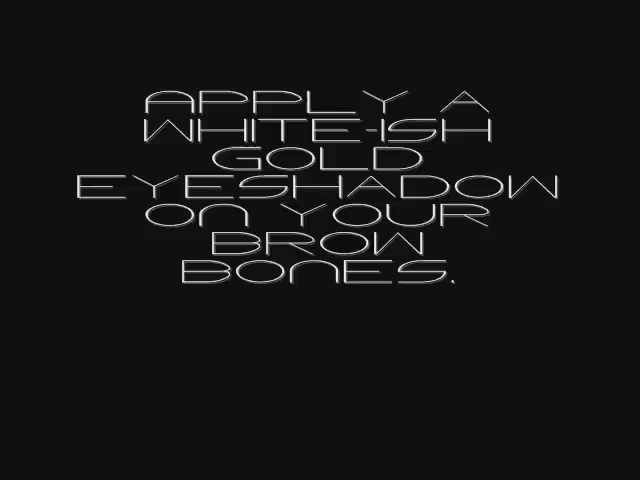 APPLY A
WHITE-ISH
GOLD
EYESHADOW
ON YOUR
BROW
BONES.